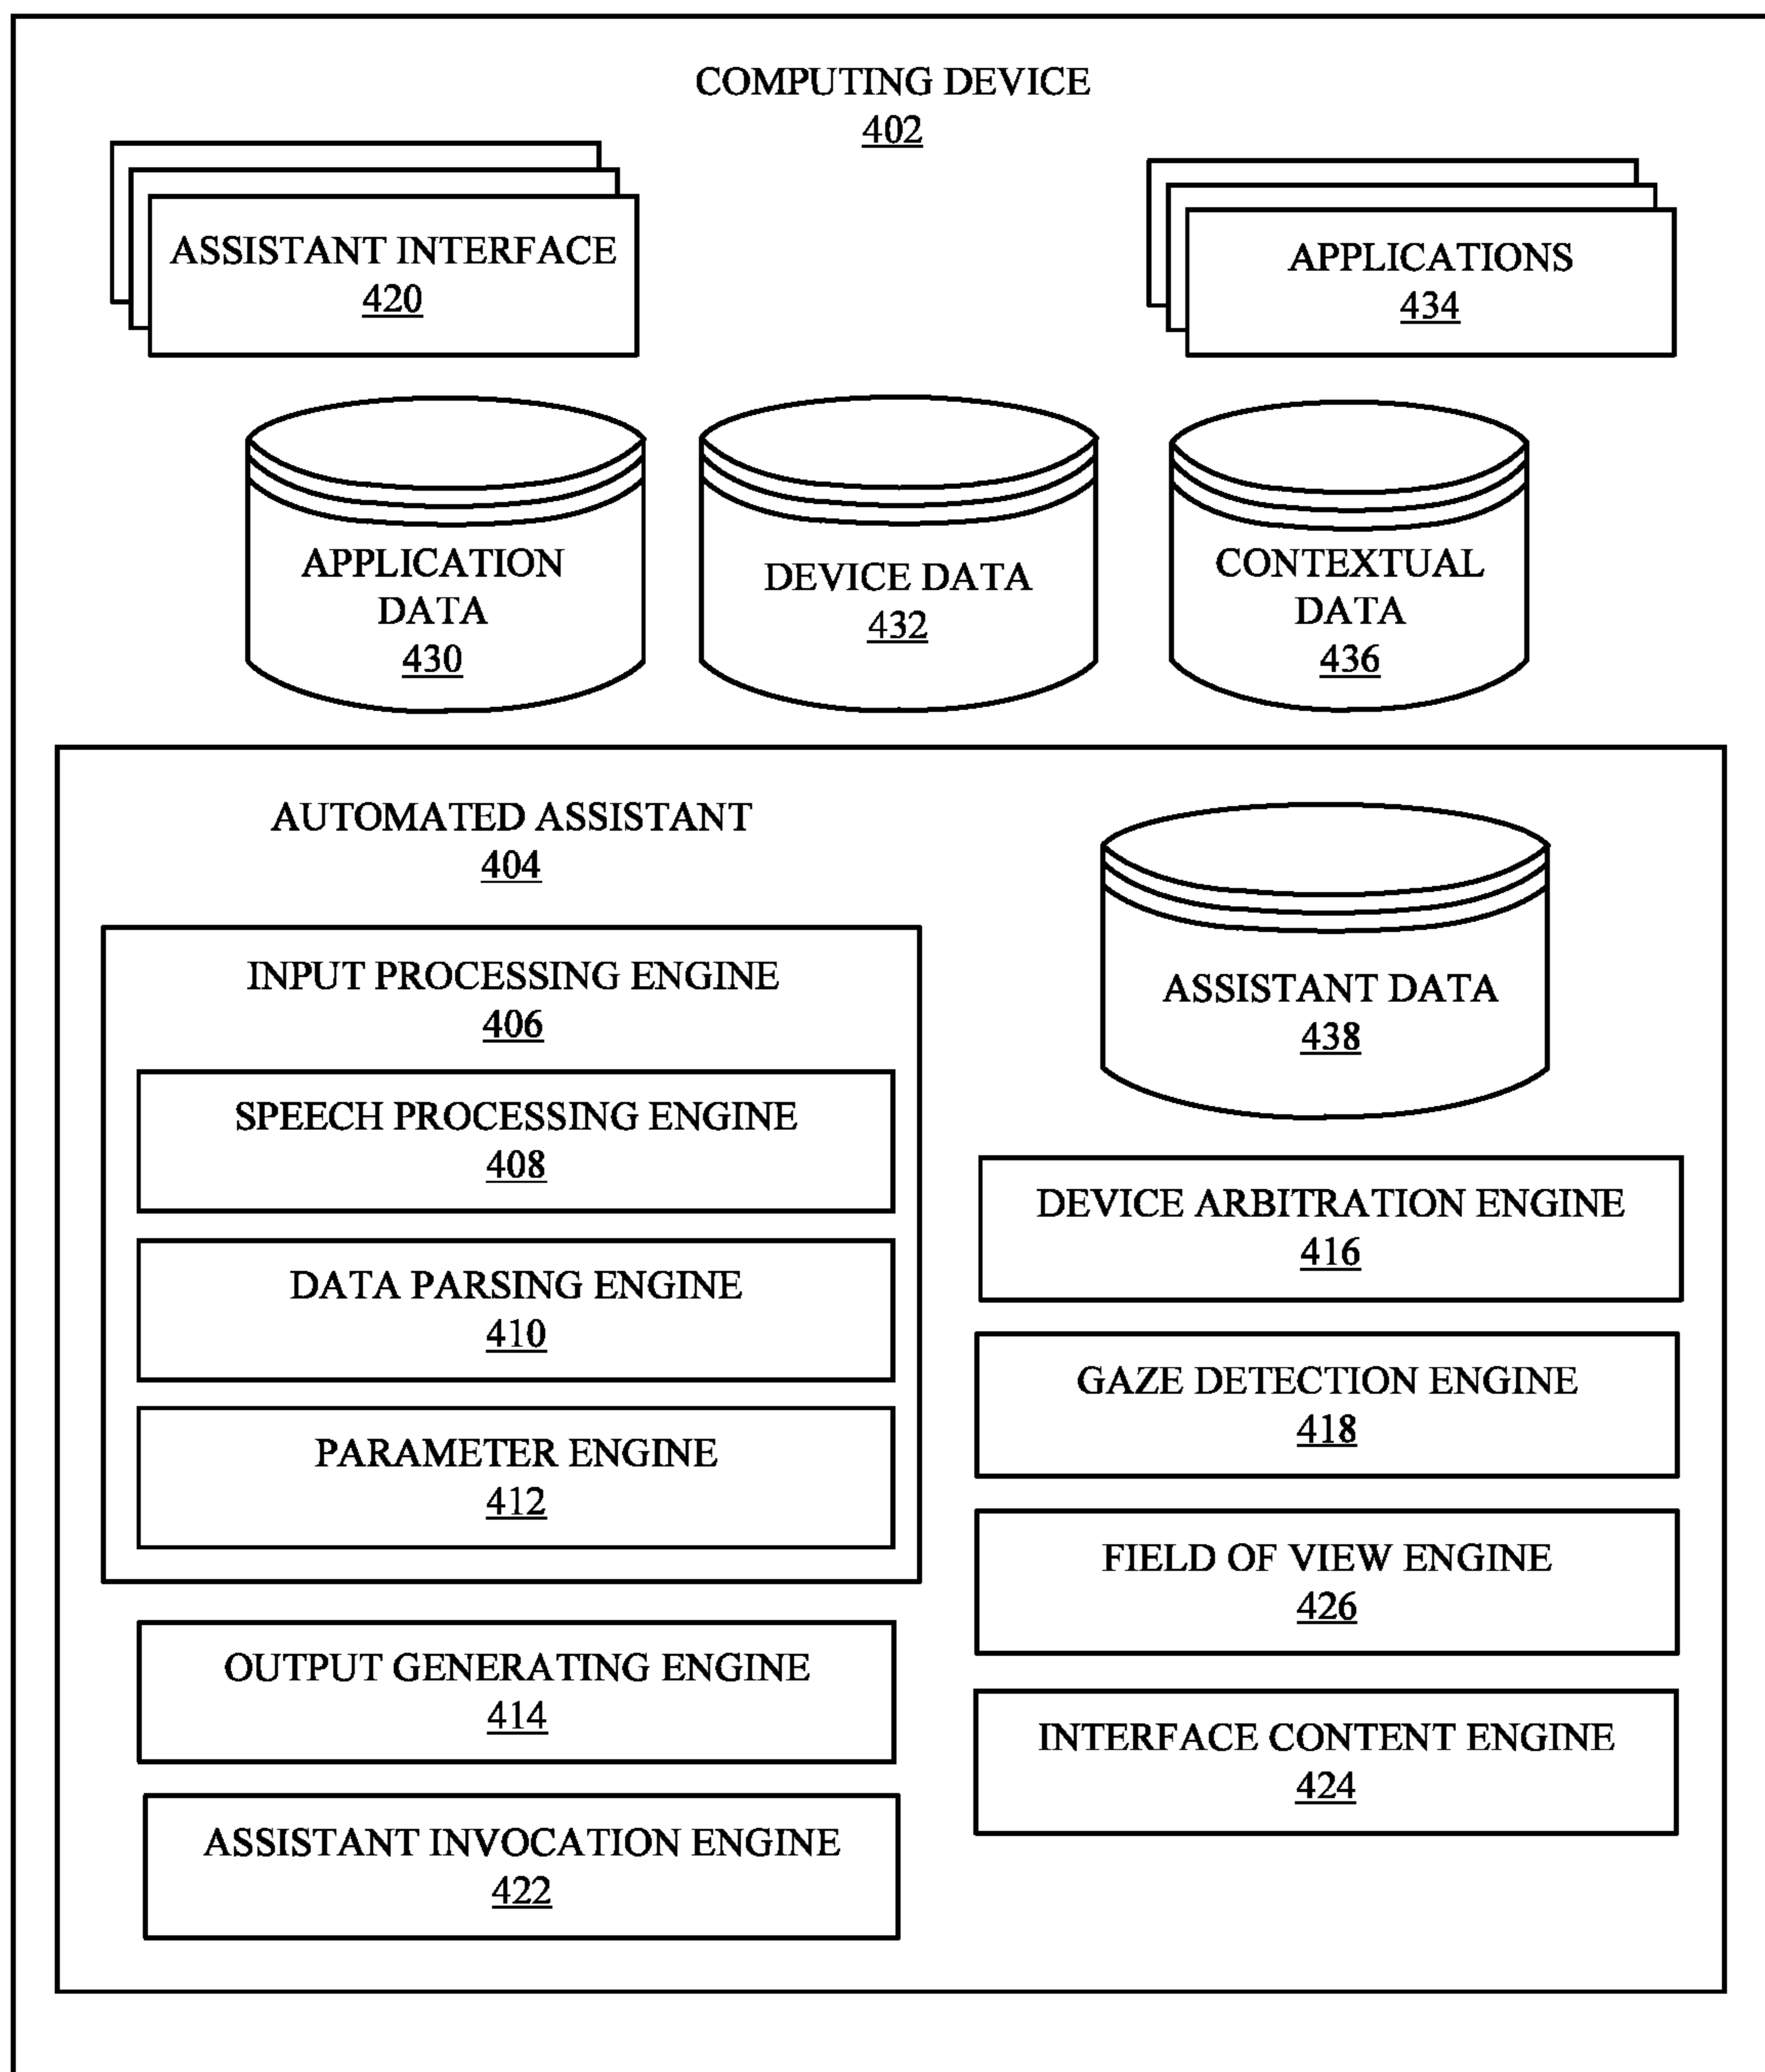 COMPUTING DEVICE
402
ASSISTANT INTERFACE
420
APPLICATIONS
434
APPLICATION
DATA
430
DEVICE DATA
432
CONTEXTUAL
DATA
436
AUTOMATED ASSISTANT
404
INPUT PROCESSING ENGINE
406
SPEECH PROCESSING ENGINE
408
DATA PARSING ENGINE
410
PARAMETER ENGINE
412
OUTPUT GENERATING ENGINE
414
ASSISTANT INVOCATION ENGINE
422
ASSISTANT DATA
438
DEVICE ARBITRATION ENGINE
416
GAZE DETECTION ENGINE
418
FIELD OF VIEW ENGINE
426
INTERFACE CONTENT ENGINE
424